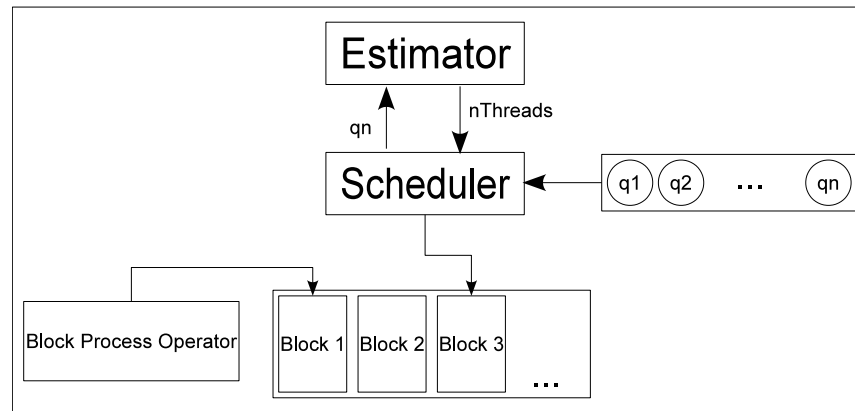 Estimator
qn
nThreads
Scheduler
q1 q2 ... qn
Block Process Operator
Block 1 Block 2 Block 3 ...